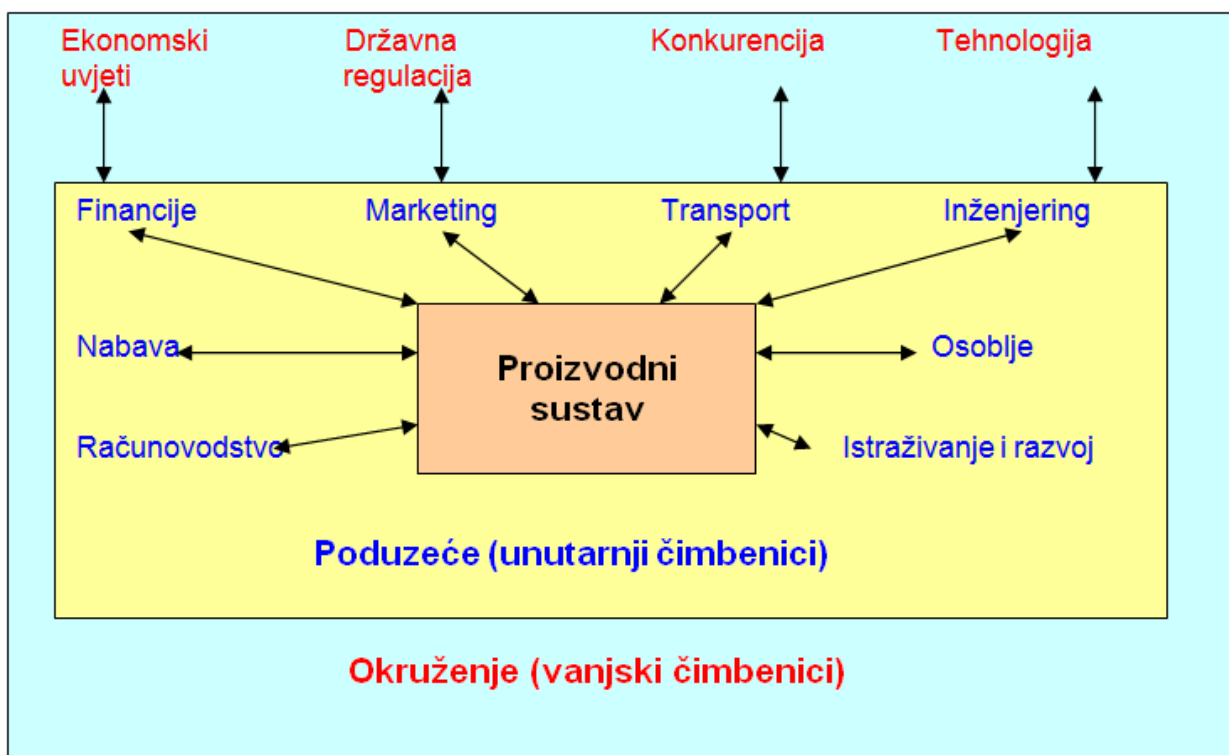 Ekonomski
uvjeti
Državna
regulacija
Konkurencija
Tehnologija
Financije
Marketing
Transport
Inženjering
Nabava
Proizvodni
sustav
Osoblje
Računovodstvo
Istraživanje i razvoj
Poduzeće (unutarnji čimbenici)
Okruženje (vanjski čimbenici)